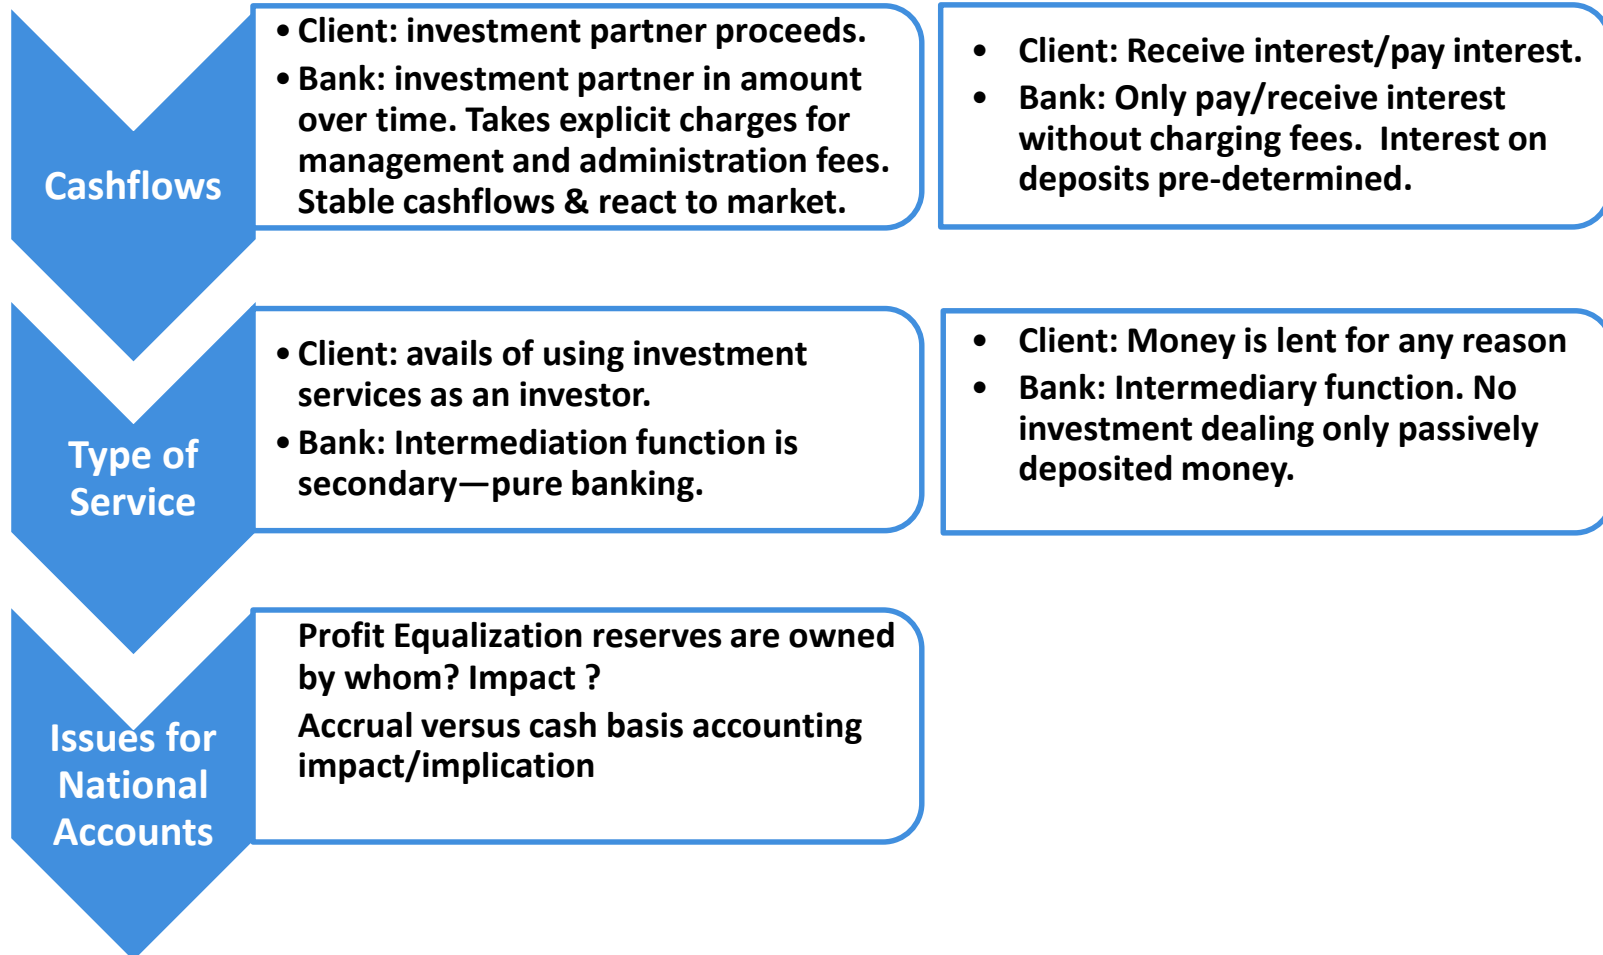 Cashflows
• Client: investment partner proceeds.
• Bank: investment partner in amount
over time. Takes explicit charges for
management and administration fees.
Stable cashflows & react to market.
• Client: Receive interest/pay interest.
• Bank: Only pay/receive interest
without charging fees. Interest on
deposits pre-determined.
Type of
Service
• Client: avails of using investment
services as an investor.
• Bank: Intermediation function is
secondary—pure banking.
• Client: Money is lent for any reason
• Bank: Intermediary function. No
investment dealing only passively
deposited money.
Issues for
National
Accounts
Profit Equalization reserves are owned
by whom? Impact ?
Accrual versus cash basis accounting
impact/implication